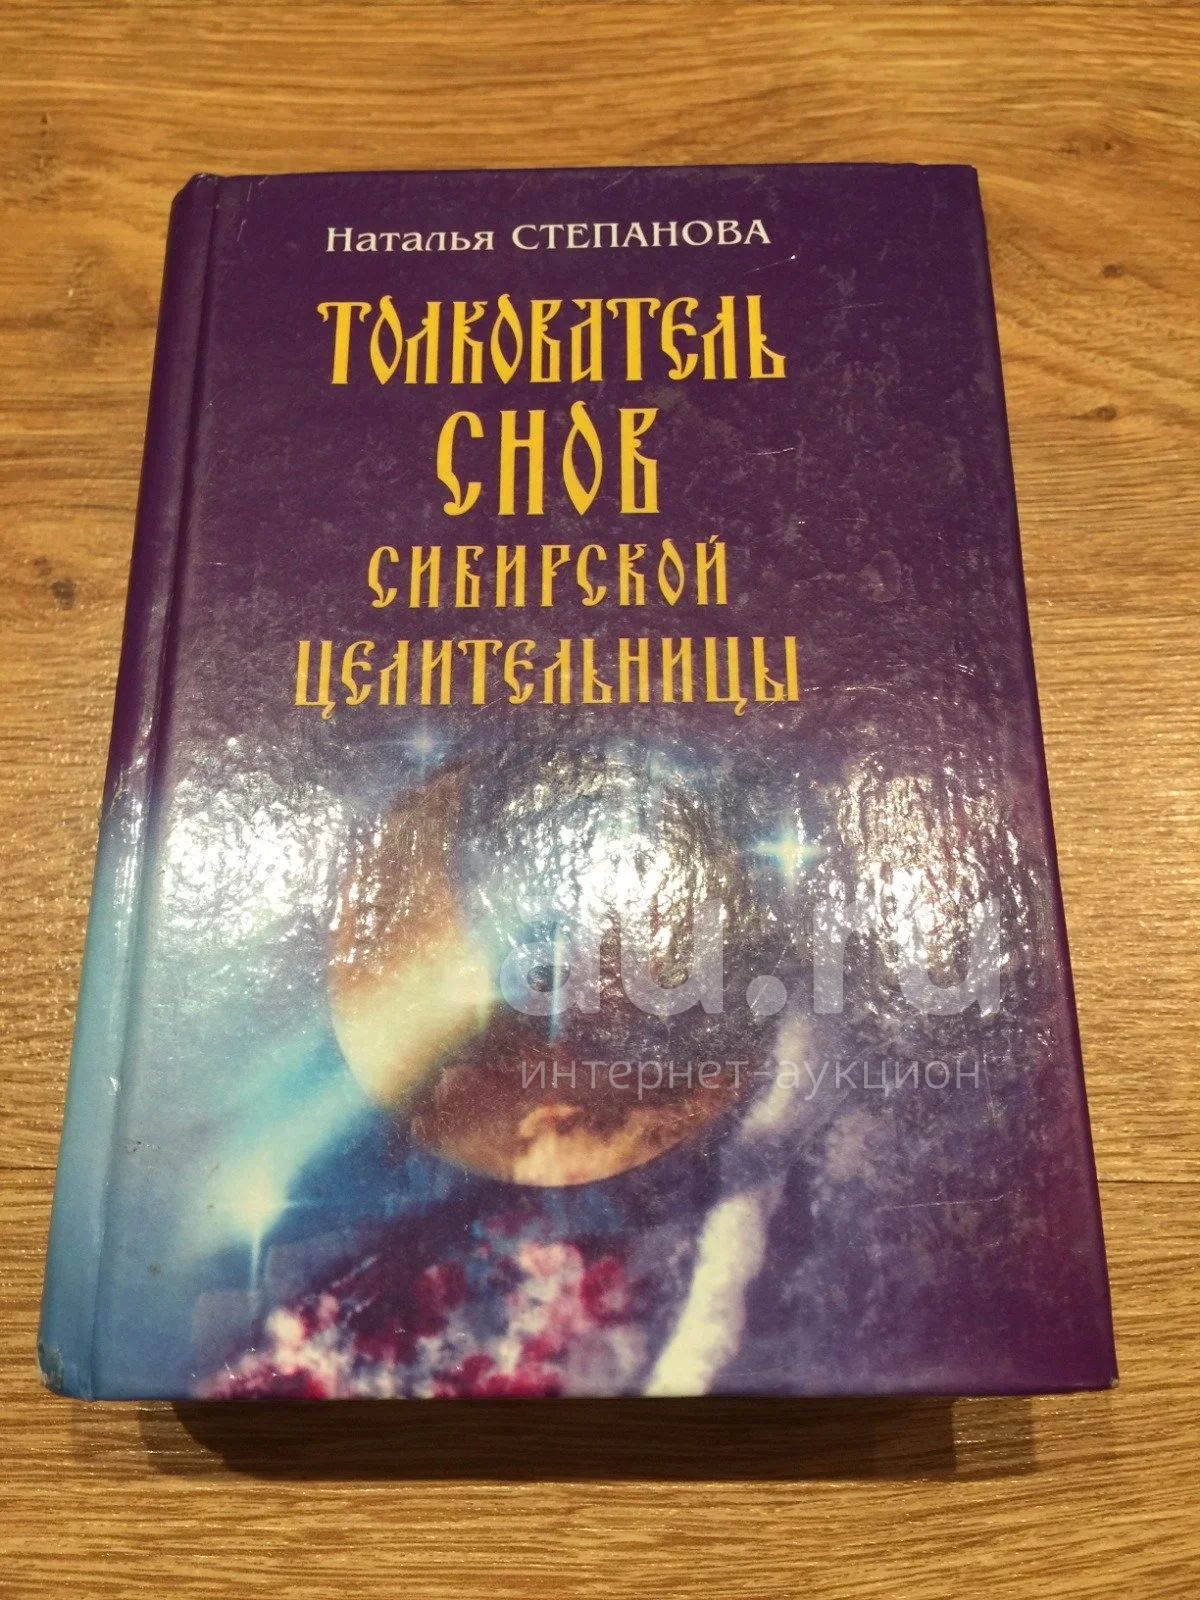 Наталья СТЕПАНОВА
ТОЛКОВАТЕЛЬ
СНОВ
СИБИРСКОЙ
ЦЕЛИТЕЛЬНИЦЫ
au.ru
интернет-аукцион